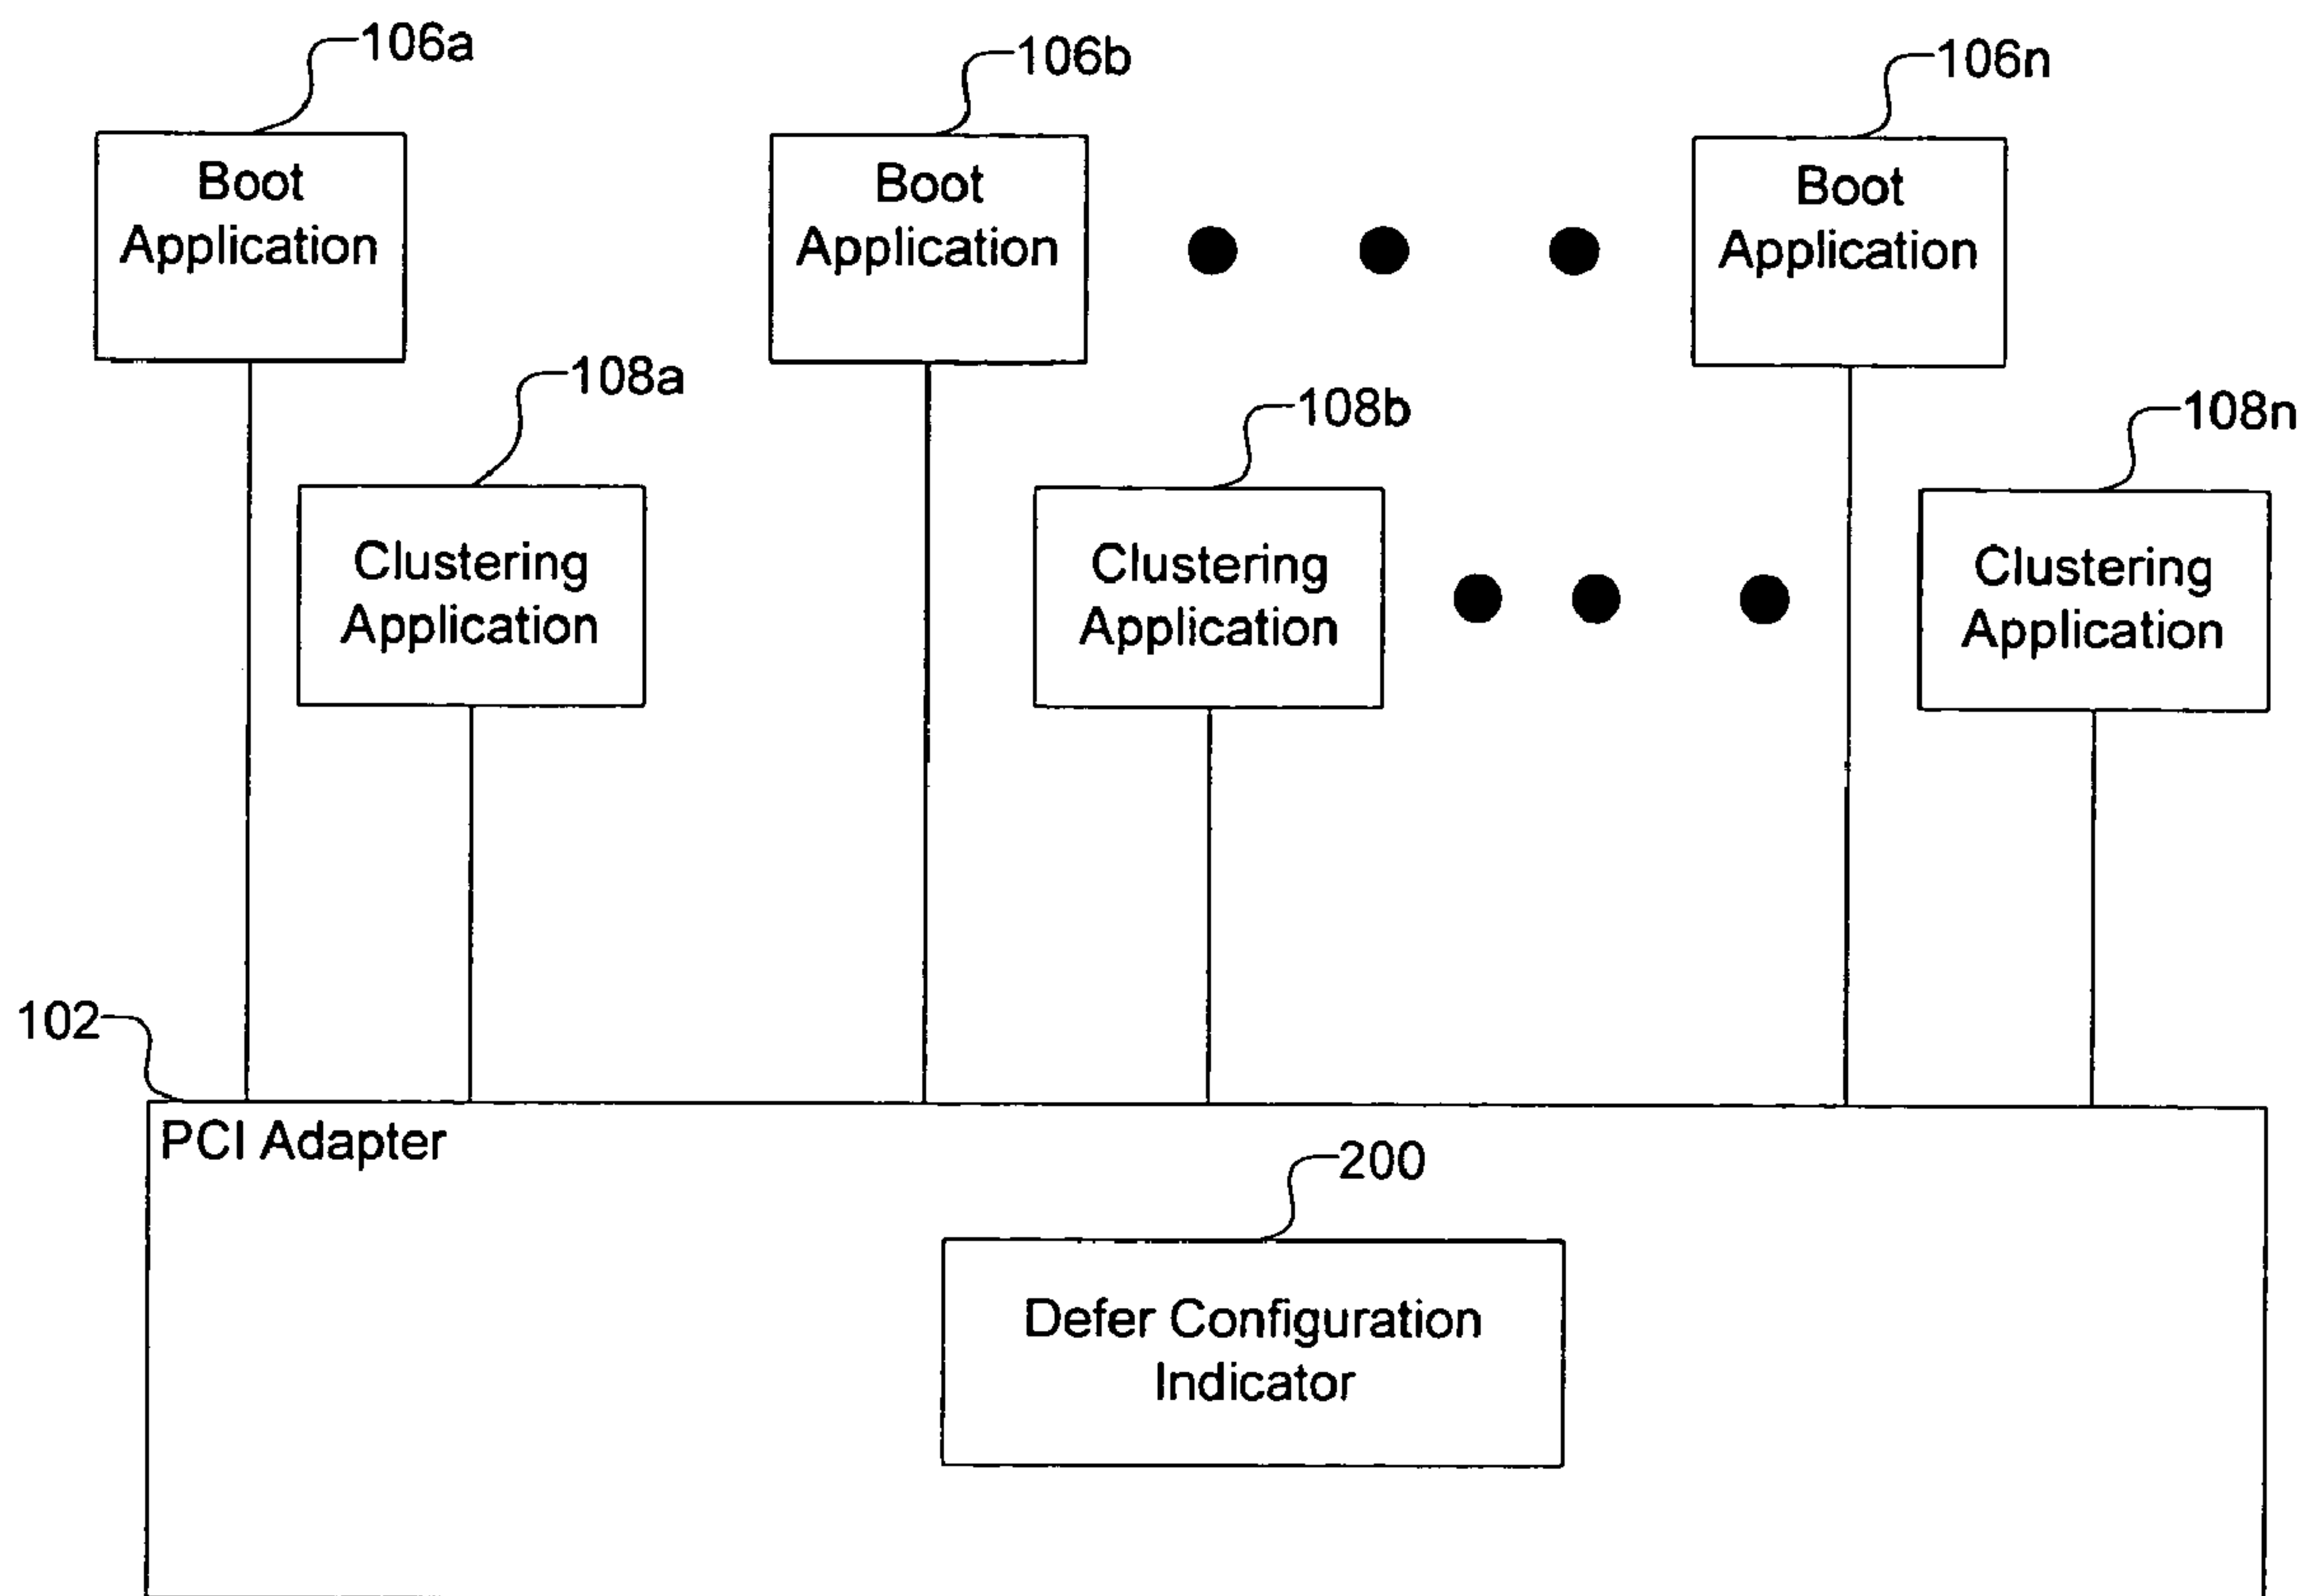 106a
106b
106n
Boot
Application
Boot
Application
Boot
Application
108a
108b
108n
Clustering
Application
Clustering
Application
Clustering
Application
102
PCI Adapter
200
Defer Configuration
Indicator